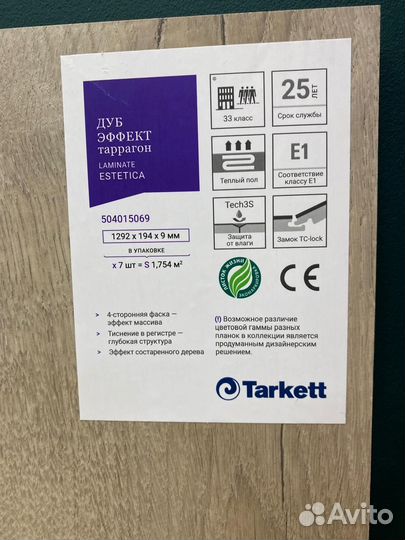 ДУБ
ЭФФЕКТ
таррагон
LAMINATE
ESTETICA
504015069
1292 x 194 x 9 мм
В УПАКОВКЕ
x 7 шт = S 1,754 м²
33 класс
25 ЛЕТ
Срок службы
Теплый пол
E1
Соответствие
классу E1
Tech3S
Защита
от влаги
Замок TC-lock
ЛИСТОК ЖИЗНИ
CE
> 4-сторонняя фаска —
эффект массива
> Тиснение в регистре —
глубокая структура
> Эффект состаренного дерева
(!) Возможное различие
цветовой гаммы разных
планок в коллекции является
продуманным дизайнерским
решением.
Tarkett
Avito